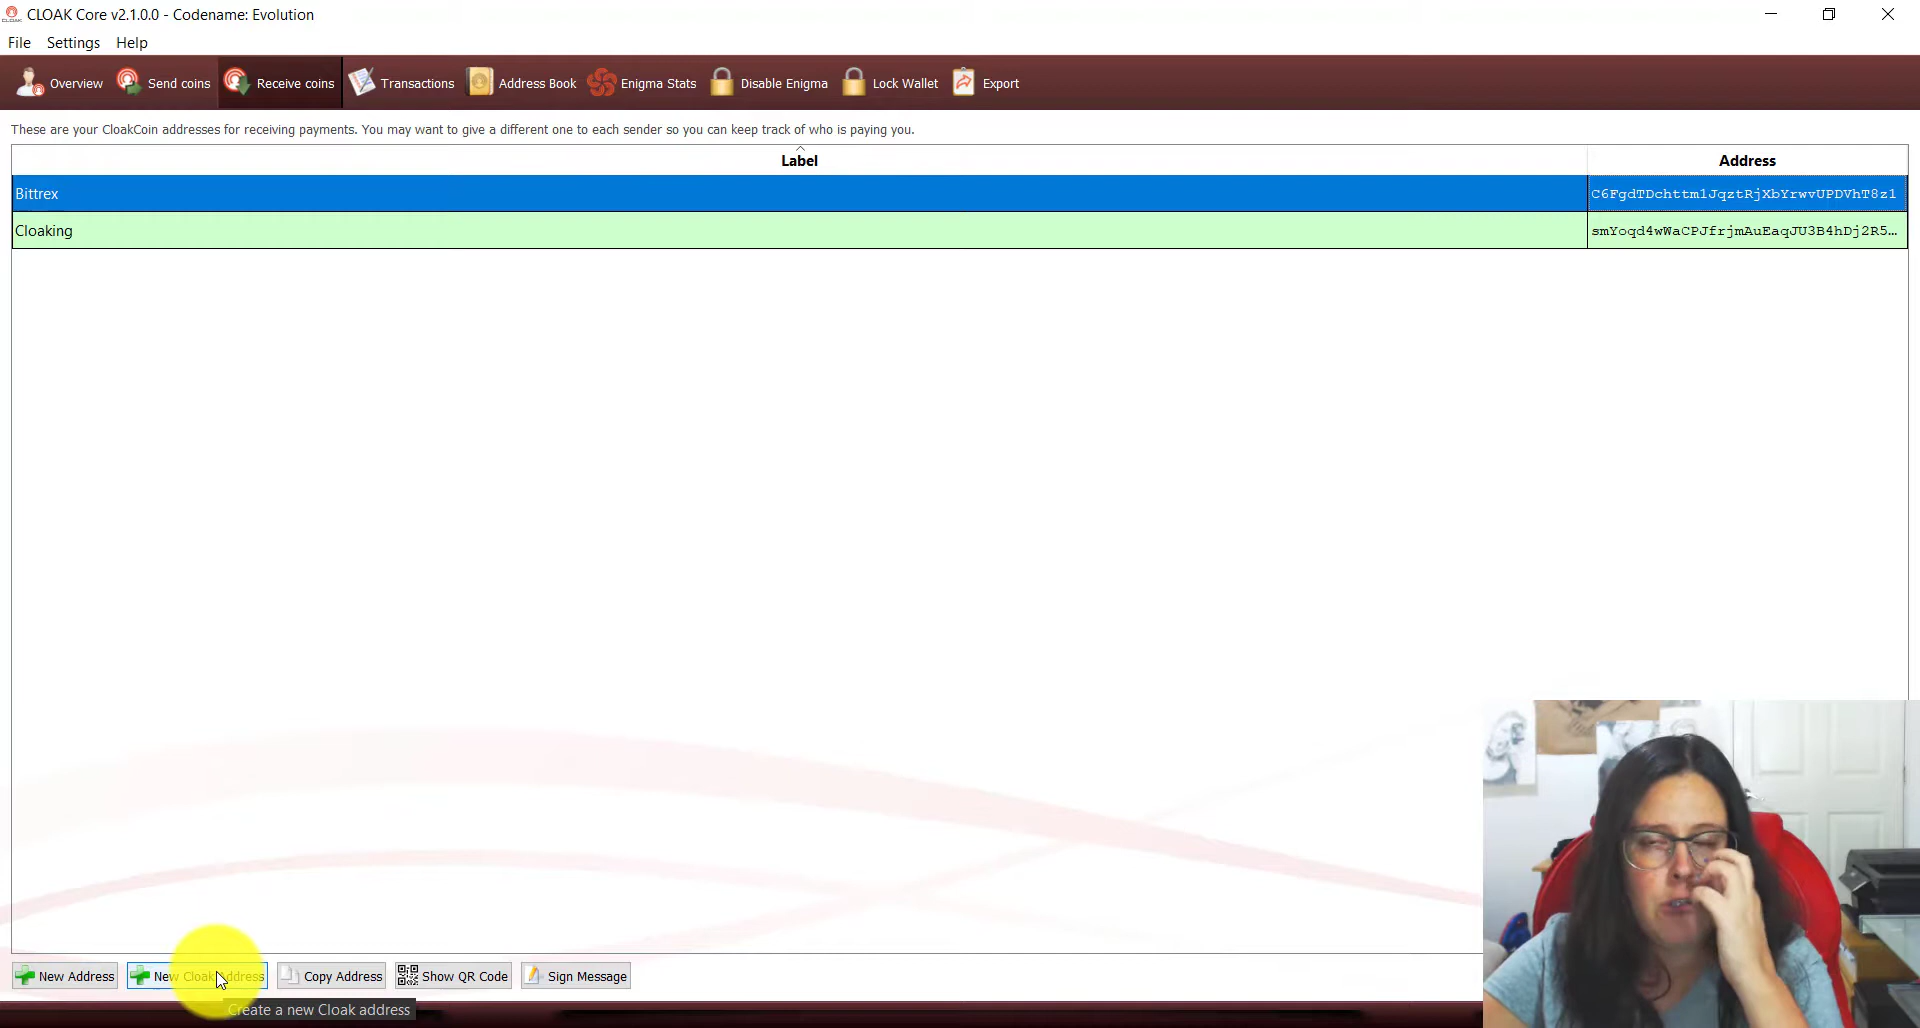 CLOAK Core v2.1.0.0 - Codename: Evolution
File Settings Help
Overview Send coins Receive coins Transactions Address Book Enigma Stats Disable Enigma Lock Wallet Export
These are your CloakCoin addresses for receiving payments. You may want to give a different one to each sender so you can keep track of who is paying you.
Label Address
Bittrex C6FgdTDchttm1JqztRjXbYrwvUPDVhT8z1
Cloaking smYoqd4wWaCPJfrjmAuEaqJU3B4hDj2R5...
New Address New Cloak Address Copy Address Show QR Code Sign Message
Create a new Cloak address